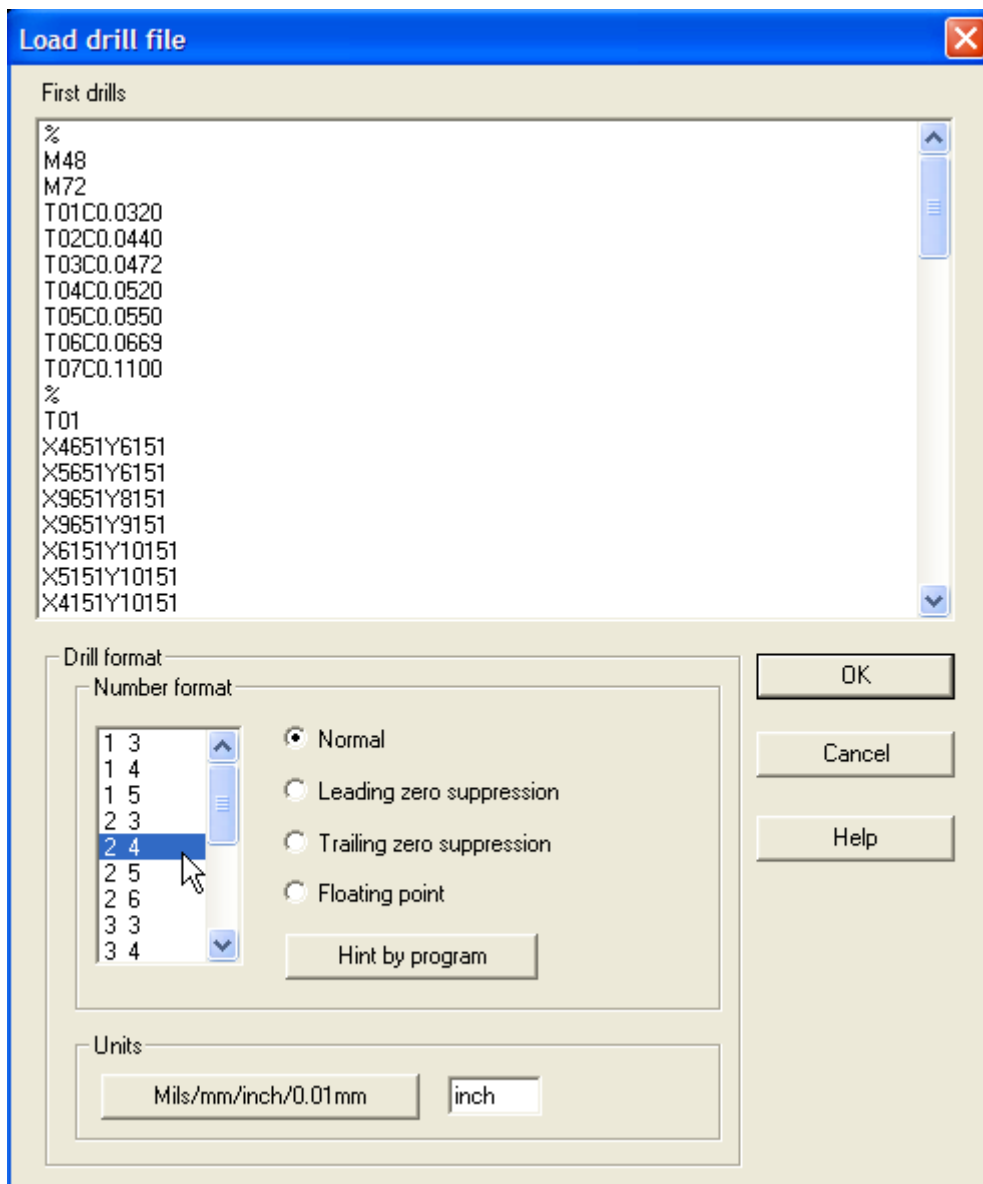 Load drill file
First drills
%
M48
M72
T01C0.0320
T02C0.0440
T03C0.0472
T04C0.0520
T05C0.0550
T06C0.0669
T07C0.1100
%
T01
X4651Y6151
X5651Y6151
X9651Y8151
X9651Y9151
X6151Y10151
X5151Y10151
X4151Y10151
Drill format
Number format
1 3
1 4
1 5
2 3
2 4
2 5
2 6
3 3
3 4
Normal
Leading zero suppression
Trailing zero suppression
Floating point
Hint by program
Units
Mils/mm/inch/0.01mm
inch
OK
Cancel
Help